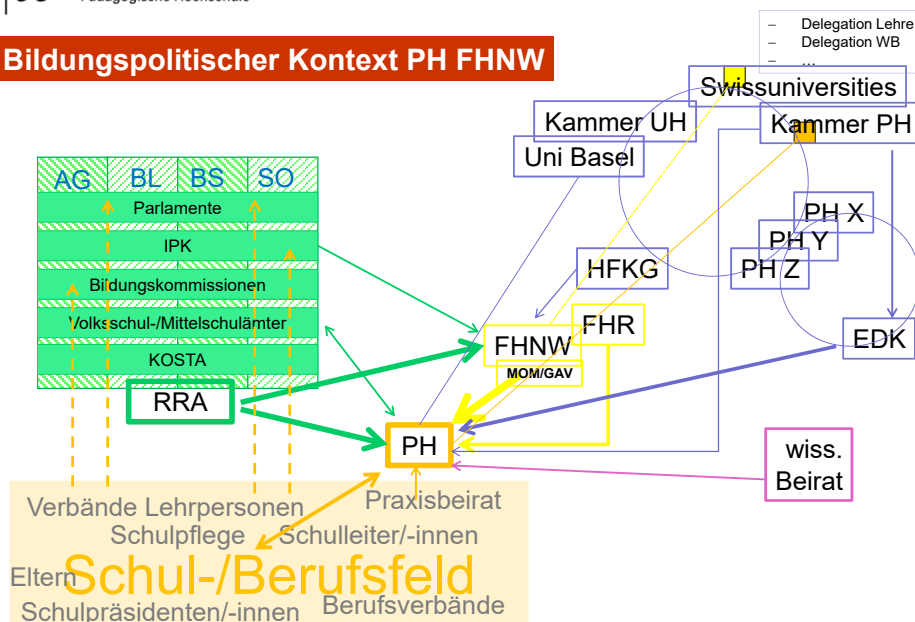 Pädagogische Hochschule
Bildungspolitischer Kontext PH FHNW
– Delegation Lehre
– Delegation WB
– ...
Swissuniversities
Kammer UH
Kammer PH
Uni Basel
AG BL BS SO
Parlamente
IPK
Bildungskommissionen
Volksschul-/Mittelschulämter
KOSTA
RRA
PH X
PH Y
PH Z
HFKG
FHR
FHNW
MOM/GAV
EDK
PH
wiss.
Beirat
Verbände Lehrpersonen
Praxisbeirat
Schulpflege
Schulleiter/-innen
Eltern
Schul-/Berufsfeld
Schulpräsidenten/-innen
Berufsverbände